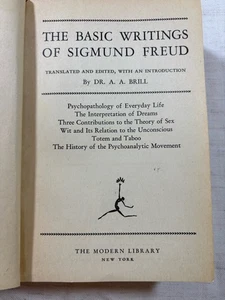 THE BASIC WRITINGS
OF SIGMUND FREUD
TRANSLATED AND EDITED, WITH AN INTRODUCTION
By DR. A. A. BRILL
Psychopathology of Everyday Life
The Interpretation of Dreams
Three Contributions to the Theory of Sex
Wit and Its Relation to the Unconscious
Totem and Taboo
The History of the Psychoanalytic Movement
THE MODERN LIBRARY
NEW YORK